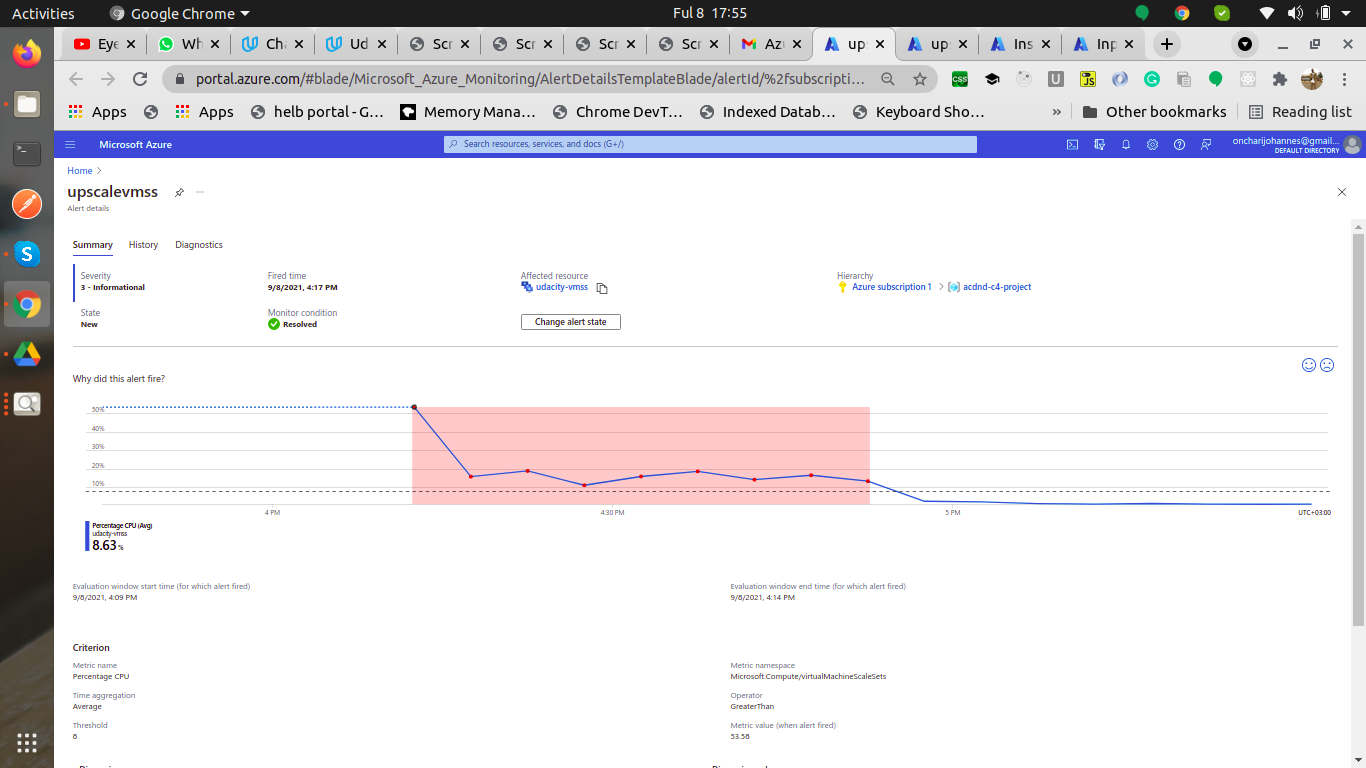 Activities Google Chrome Ful 8 17:55
Eye Wh Cha Ud Scr Scr Scr Scr Azu up up Ins Inp
portal.azure.com/#blade/Microsoft_Azure_Monitoring/AlertDetailsTemplateBlade/alertId/%2fsubscripti...
Apps Apps helb portal - G... Memory Mana... Chrome DevT... Indexed Datab... Keyboard Sho... » Other bookmarks Reading list
Microsoft Azure Search resources, services, and docs (G+/) oncharijohannes@gmail...
DEFAULT DIRECTORY
Home >
upscalevmss ...
Alert details
Summary History Diagnostics
Severity Fired time Affected resource Hierarchy
3 - Informational 9/8/2021, 4:17 PM udacity-vmss Azure subscription 1 > acdnd-c4-project
State Monitor condition
New Resolved Change alert state
Why did this alert fire?
50%
40%
30%
20%
10%
4 PM 4:30 PM 5 PM UTC+03:00
Percentage CPU (Avg)
udacity-vmss
8.63 %
Evaluation window start time (for which alert fired) Evaluation window end time (for which alert fired)
9/8/2021, 4:09 PM 9/8/2021, 4:14 PM
Criterion
Metric name Metric namespace
Percentage CPU Microsoft.Compute/virtualMachineScaleSets
Time aggregation Operator
Average GreaterThan
Threshold Metric value (when alert fired)
8 53.58